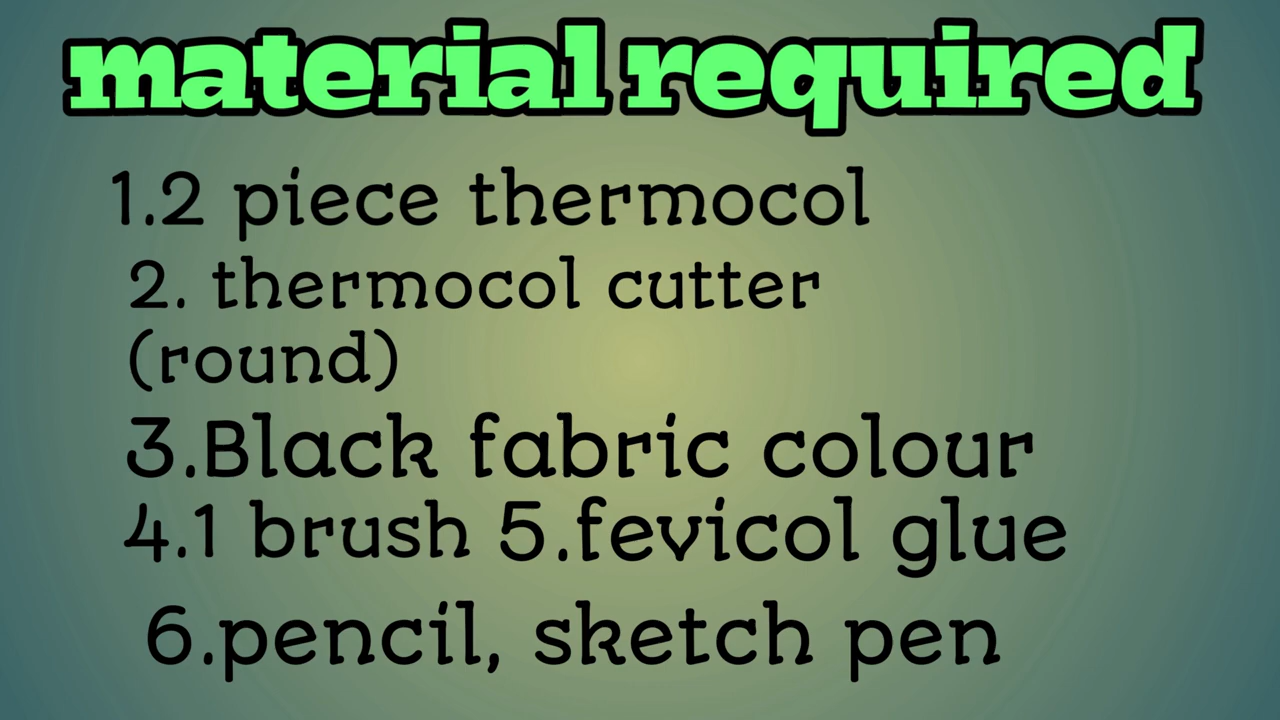 material required
1.2 piece thermocol
2. thermocol cutter
(round)
3.Black fabric colour
4.1 brush 5.fevicol glue
6.pencil, sketch pen